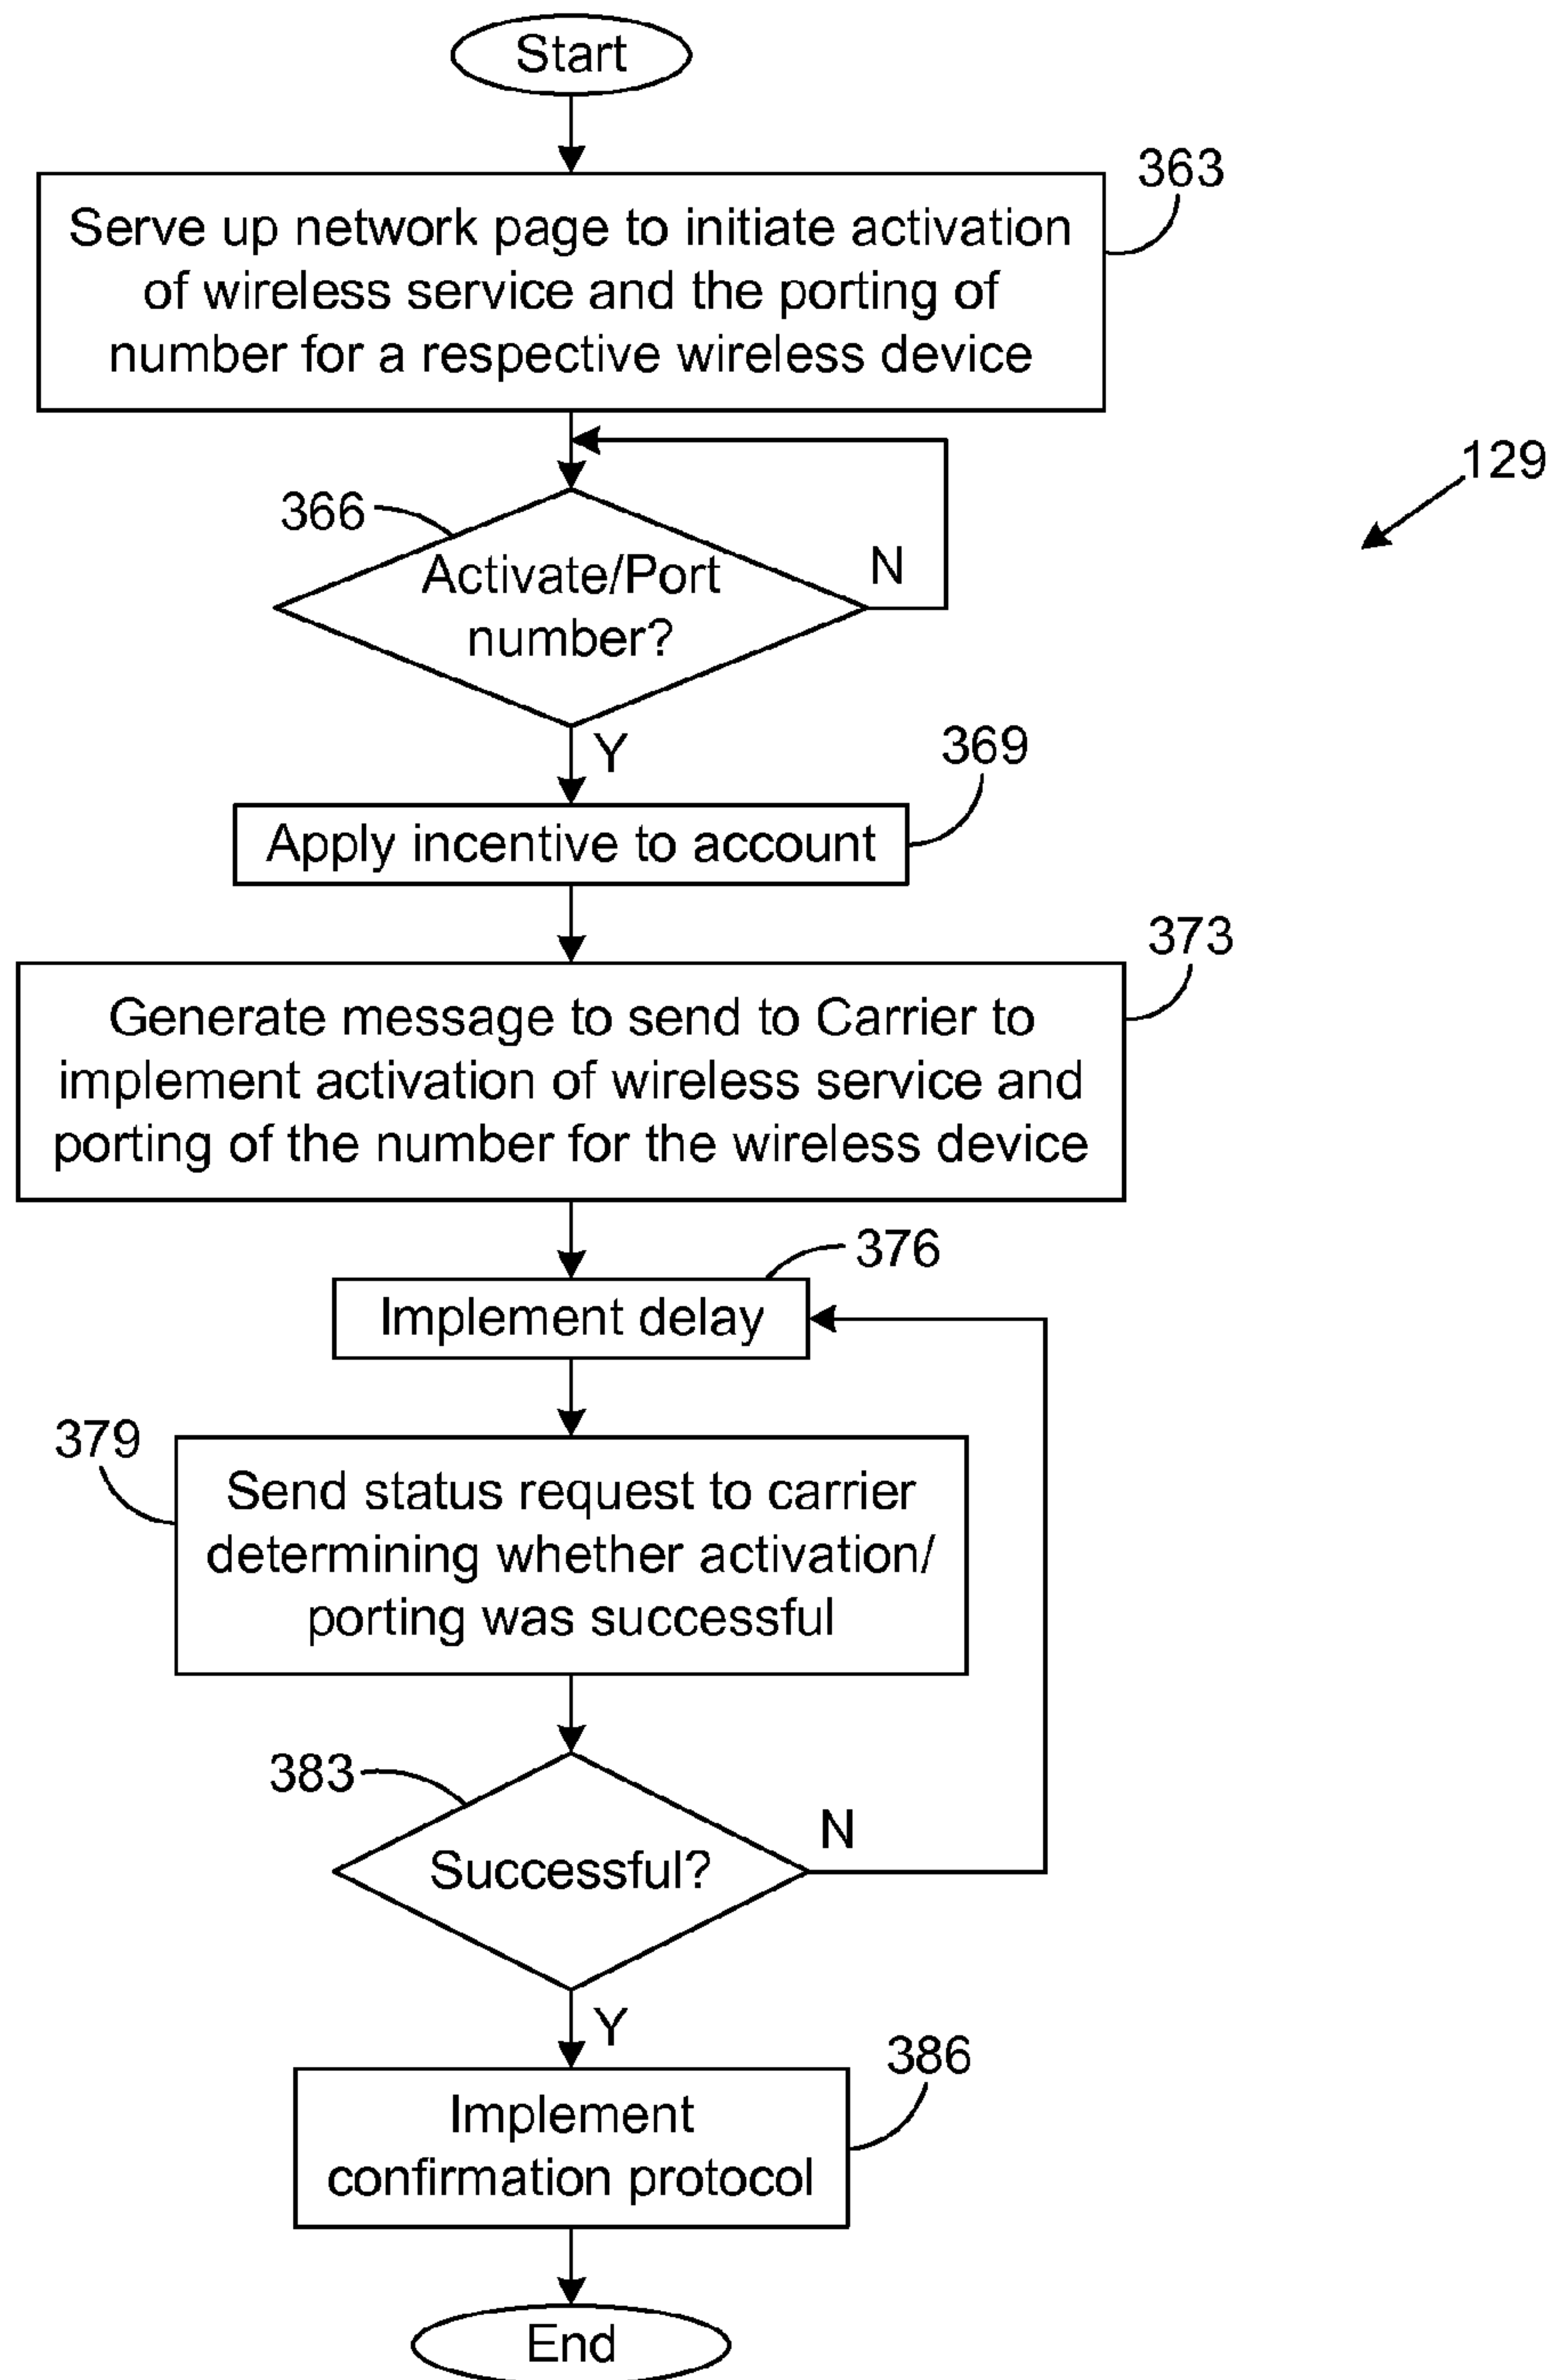 Start
363
Serve up network page to initiate activation
of wireless service and the porting of
number for a respective wireless device
129
366
Activate/Port
number?
N
Y
369
Apply incentive to account
373
Generate message to send to Carrier to
implement activation of wireless service and
porting of the number for the wireless device
376
Implement delay
379
Send status request to carrier
determining whether activation/
porting was successful
383
Successful?
N
Y
386
Implement
confirmation protocol
End